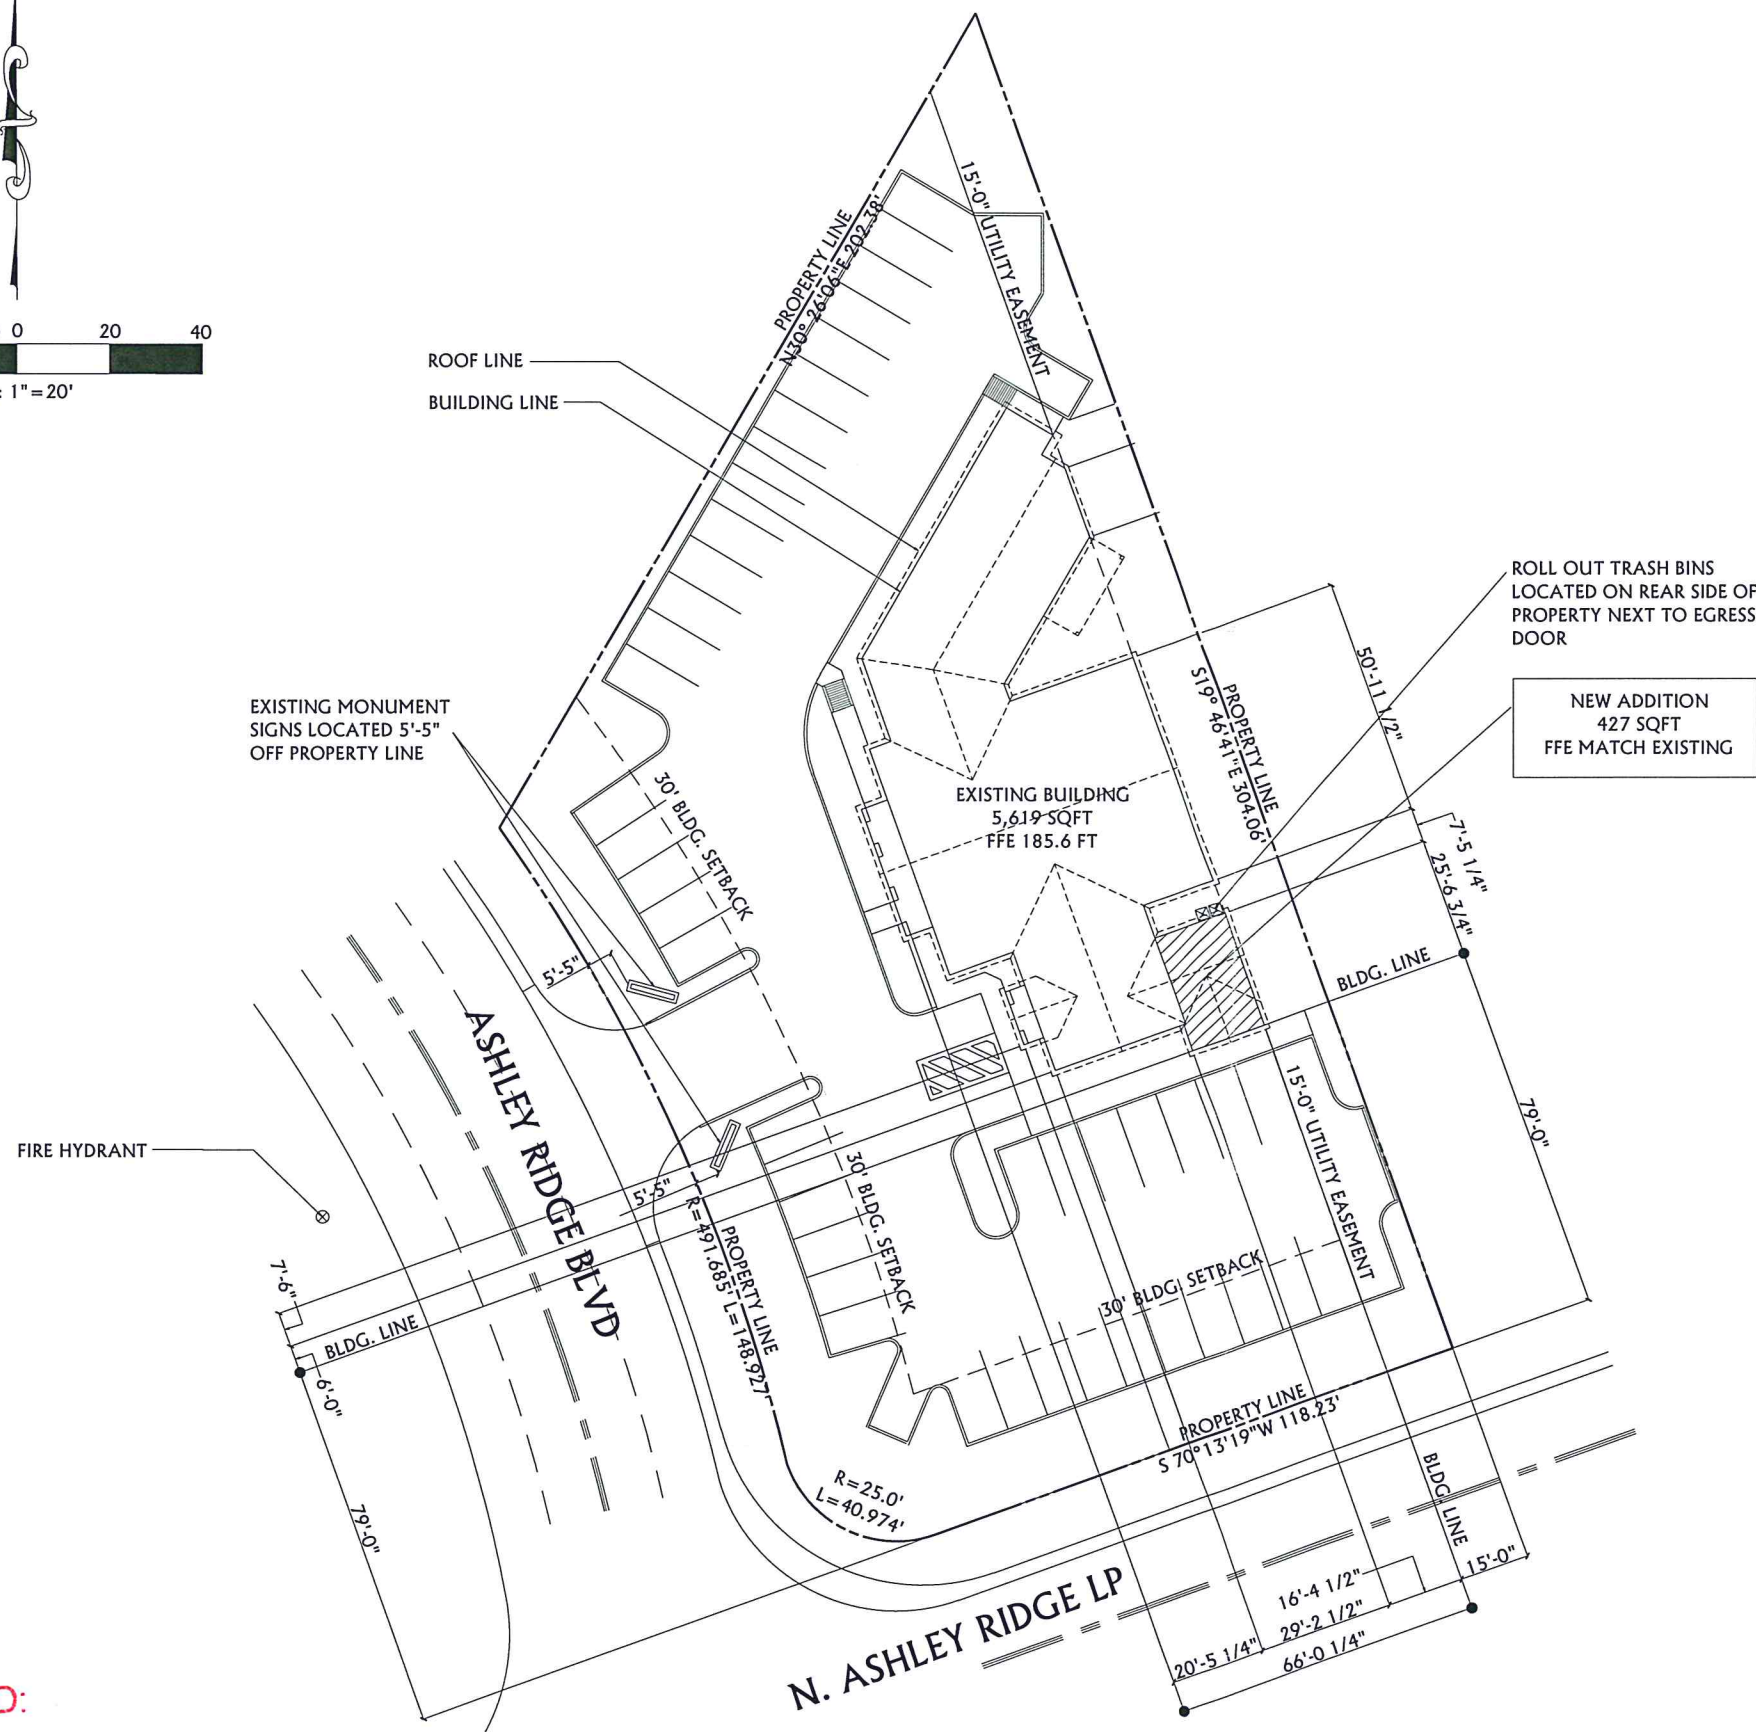 0 20 40
: 1"=20'
ROOF LINE
BUILDING LINE
PROPERTY LINE
N30° 26'06"E 202.38'
15'-0" UTILITY EASEMENT
ROLL OUT TRASH BINS
LOCATED ON REAR SIDE OF
PROPERTY NEXT TO EGRESS
DOOR
NEW ADDITION
427 SQFT
FFE MATCH EXISTING
EXISTING MONUMENT
SIGNS LOCATED 5'-5"
OFF PROPERTY LINE
50'-11 1/2"
PROPERTY LINE
S19° 46'41"E 304.06'
30' BLDG. SETBACK
EXISTING BUILDING
5,619 SQFT
FFE 185.6 FT
7'-5 1/4"
25'-6 3/4"
BLDG. LINE
5'-5"
ASHLEY RIDGE BLVD
79'-0"
FIRE HYDRANT
15'-0" UTILITY EASEMENT
30' BLDG. SETBACK
5'-5"
PROPERTY LINE
R=491.685' L=148.927'
30' BLDG. SETBACK
7'-6"
BLDG. LINE
6'-0"
79'-0"
PROPERTY LINE
S 70°13'19"W 118.23'
R=25.0'
L=40.974'
BLDG. LINE
N. ASHLEY RIDGE LP
15'-0"
16'-4 1/2"
29'-2 1/2"
20'-5 1/4"
66'-0 1/4"
D: